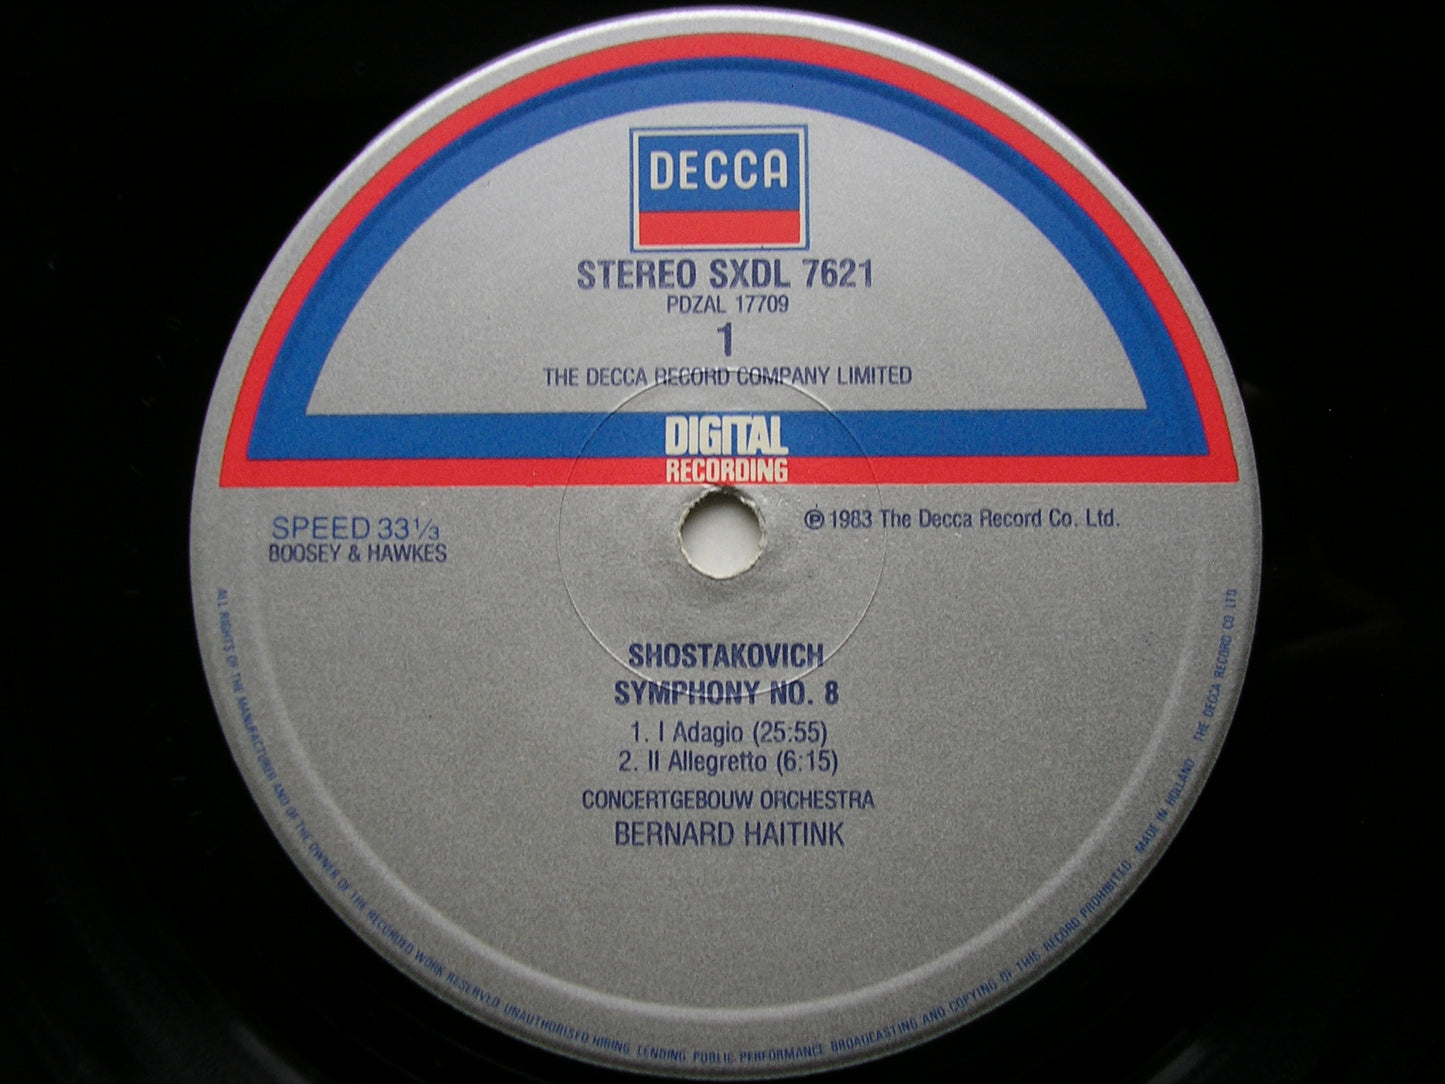 DECCA
STEREO SXDL 7621
PDZAL 17709
1
THE DECCA RECORD COMPANY LIMITED
DIGITAL
RECORDING
SPEED 33 1/3
BOOSEY & HAWKES
℗ 1983 The Decca Record Co. Ltd.
SHOSTAKOVICH
SYMPHONY NO. 8
1. I Adagio (25:55)
2. II Allegretto (6:15)
CONCERTGEBOUW ORCHESTRA
BERNARD HAITINK
ALL RIGHTS OF THE MANUFACTURER AND OF THE OWNER OF THE RECORDED WORK RESERVED UNAUTHORISED HIRING, LENDING PUBLIC PERFORMANCE BROADCASTING AND COPYING OF THIS RECORD PROHIBITED · MADE IN HOLLAND THE DECCA RECORD CO LTD